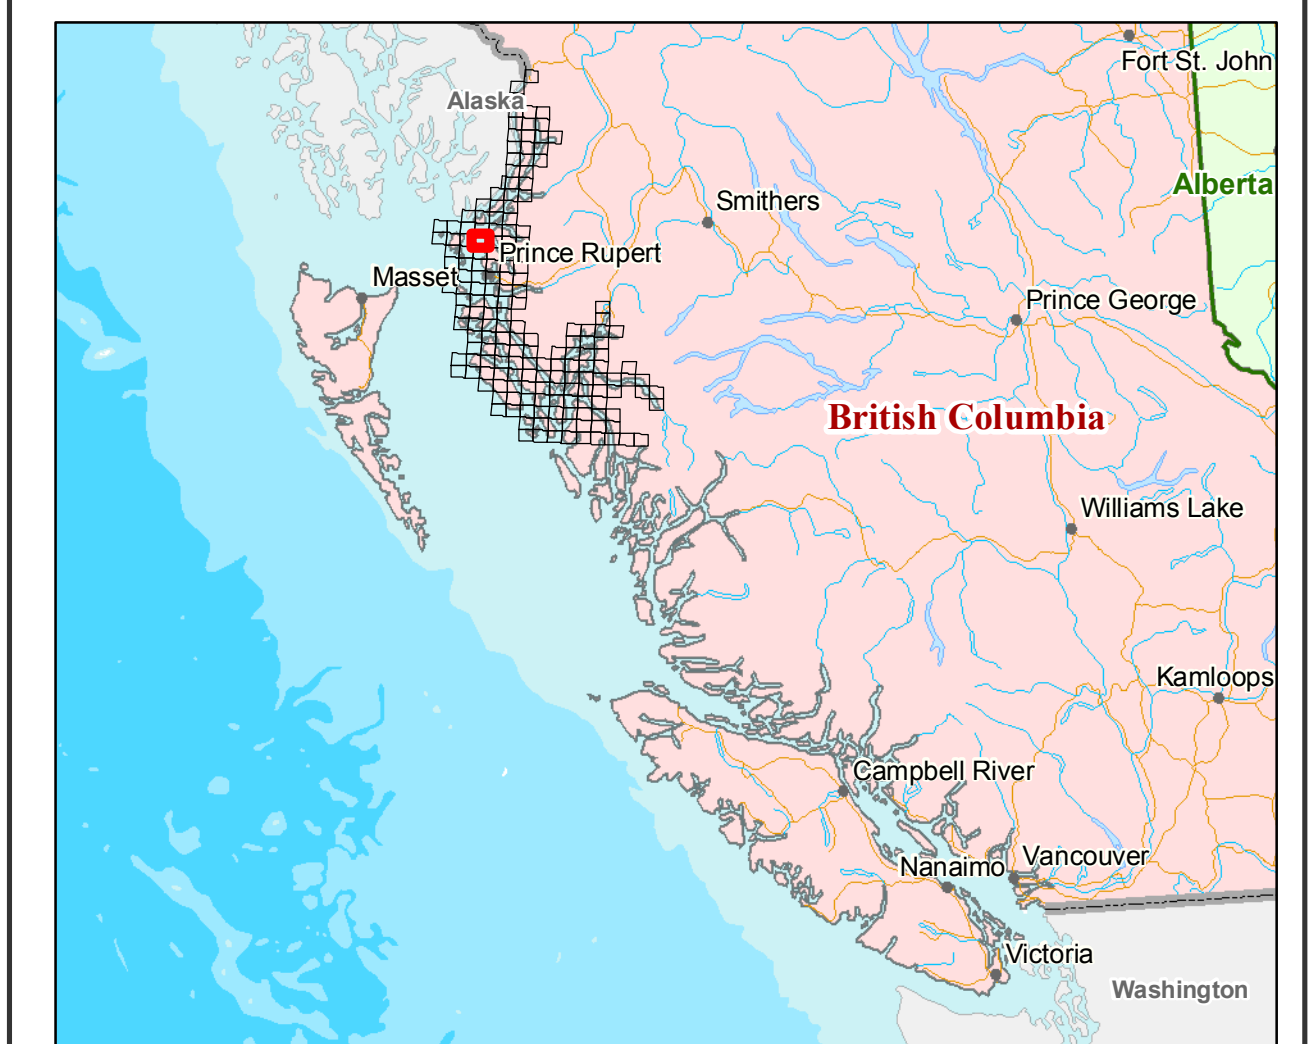 Fort St. John
Alaska
Alberta
Smithers
Prince Rupert
Masset
Prince George
British Columbia
Williams Lake
Kamloops
Campbell River
Vancouver
Nanaimo
Victoria
Washington